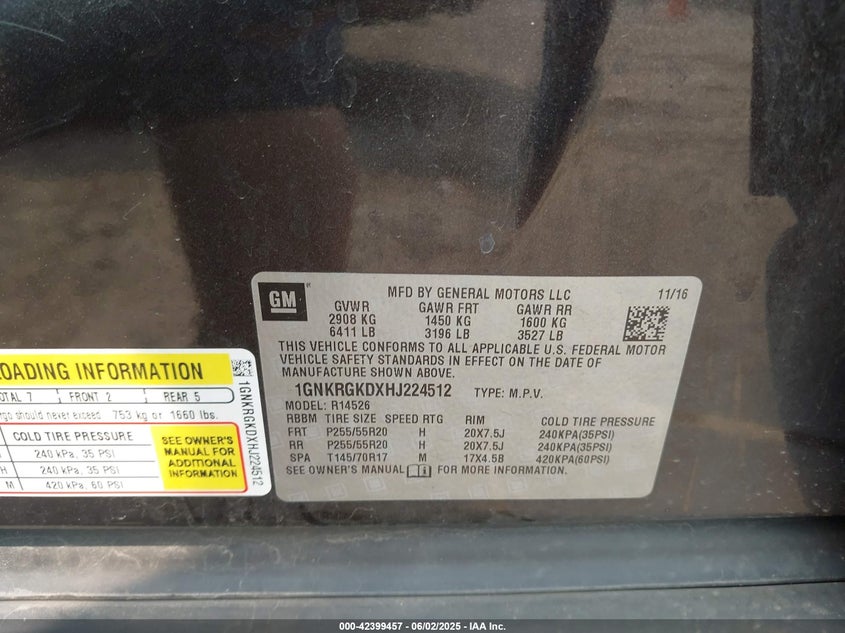 GM
MFD BY GENERAL MOTORS LLC 11/16
GVWR GAWR FRT GAWR RR
2908 KG 1450 KG 1600 KG
6411 LB 3196 LB 3527 LB
THIS VEHICLE CONFORMS TO ALL APPLICABLE U.S. FEDERAL MOTOR
VEHICLE SAFETY STANDARDS IN EFFECT ON THE DATE OF
MANUFACTURE SHOWN ABOVE.
1GNKRGKDXHJ224512 TYPE: M.P.V.
MODEL: R14526
RBBM TIRE SIZE SPEED RTG RIM COLD TIRE PRESSURE
FRT P255/55R20 H 20X7.5J 240KPA(35PSI)
RR P255/55R20 H 20X7.5J 240KPA(35PSI)
SPA T145/70R17 M 17X4.5B 420KPA(60PSI)
SEE OWNER'S MANUAL FOR MORE INFORMATION.
OADING INFORMATION
OTAL 7 FRONT 2 REAR 5
rgo should never exceed 753 kg or 1660 lbs.
COLD TIRE PRESSURE
240 kPa, 35 PSI
H 240 kPa, 35 PSI
M 420 kPa, 60 PSI
SEE OWNER'S
MANUAL FOR
ADDITIONAL
INFORMATION
1GNKRGKDXHJ224512
000-42399457 - 06/02/2025 - IAA Inc.